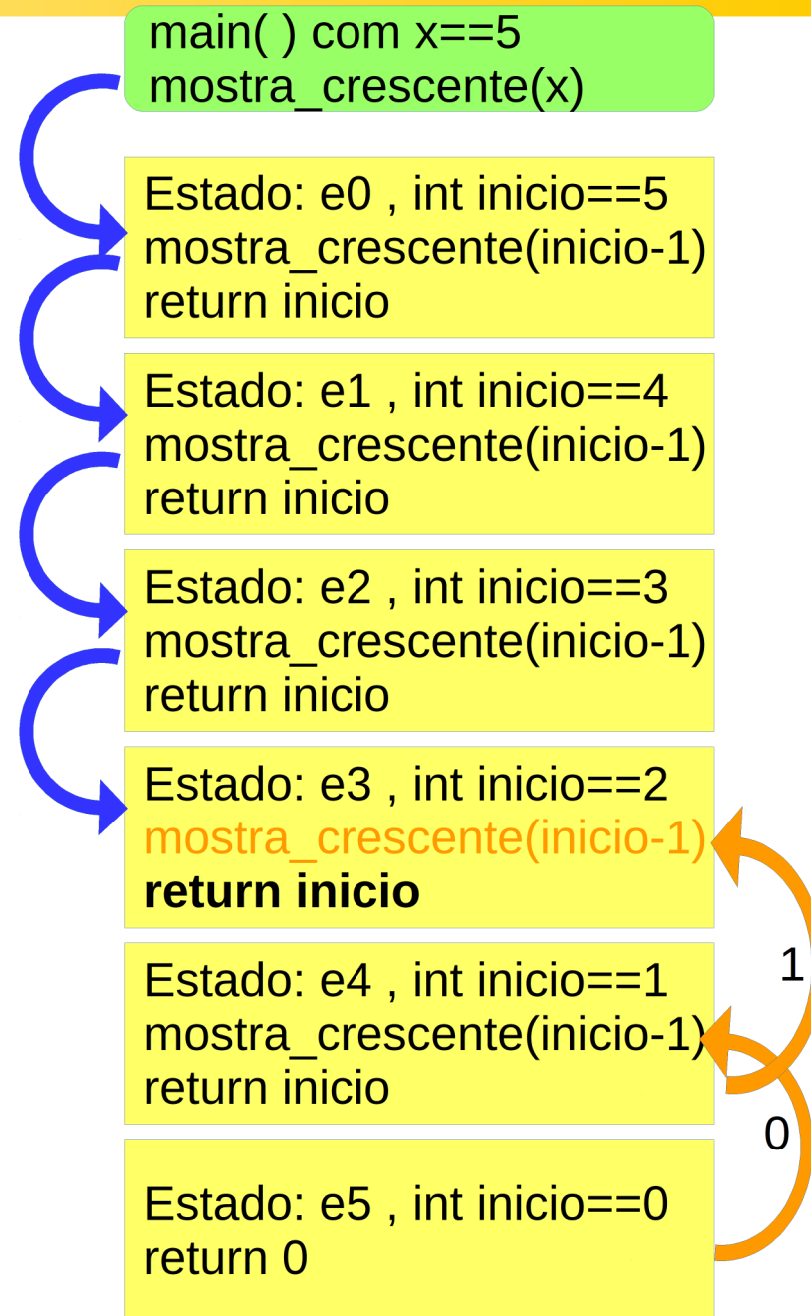 main( ) com x==5
mostra_crescente(x)
Estado: e0 , int inicio==5
mostra_crescente(inicio-1)
return inicio
Estado: e1 , int inicio==4
mostra_crescente(inicio-1)
return inicio
Estado: e2 , int inicio==3
mostra_crescente(inicio-1)
return inicio
Estado: e3 , int inicio==2
mostra_crescente(inicio-1)
return inicio
1
Estado: e4 , int inicio==1
mostra_crescente(inicio-1)
return inicio
0
Estado: e5 , int inicio==0
return 0